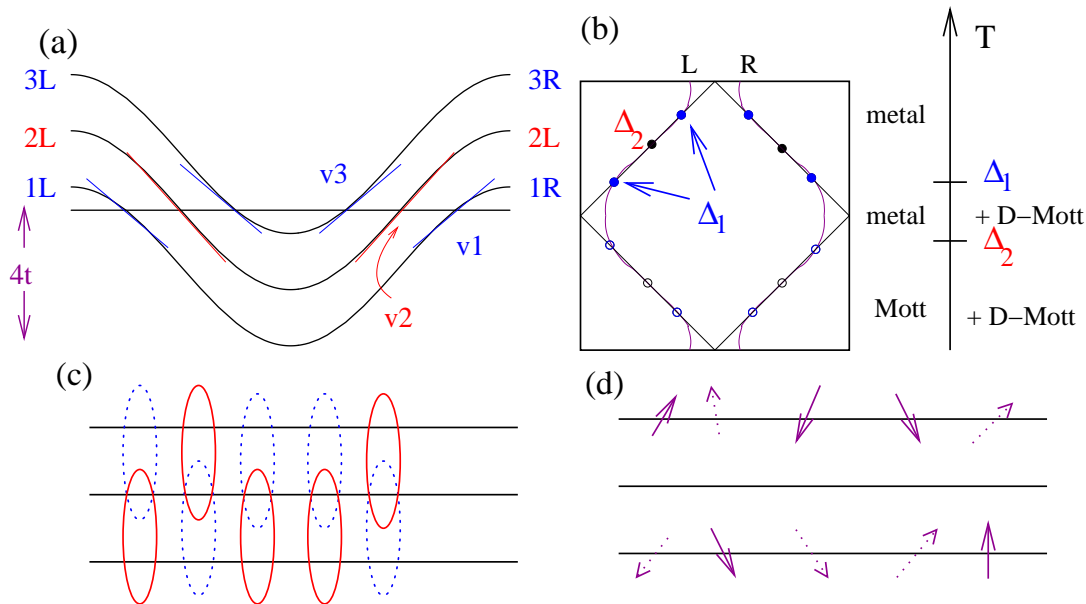 (a)
3L
3R
2L
2L
1L
1R
v3
v1
v2
4t
(b)
L R
Δ2
Δ1
T
metal
Δ1
metal + D−Mott
Δ2
Mott + D−Mott
(c)
(d)